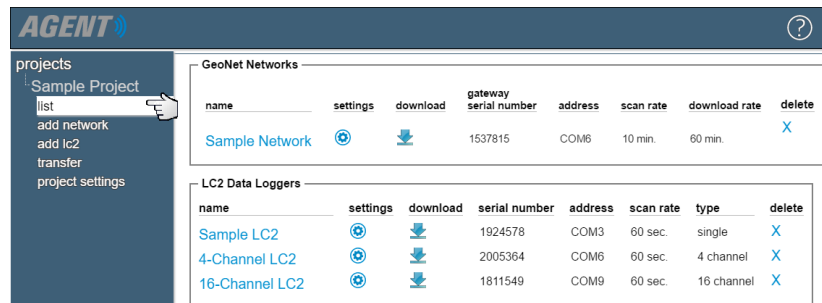 AGENT
?
projects
Sample Project
list
add network
add lc2
transfer
project settings
GeoNet Networks
name settings download gateway serial number address scan rate download rate delete
Sample Network 1537815 COM6 10 min. 60 min. X
LC2 Data Loggers
name settings download serial number address scan rate type delete
Sample LC2 1924578 COM3 60 sec. single X
4-Channel LC2 2005364 COM6 60 sec. 4 channel X
16-Channel LC2 1811549 COM9 60 sec. 16 channel X